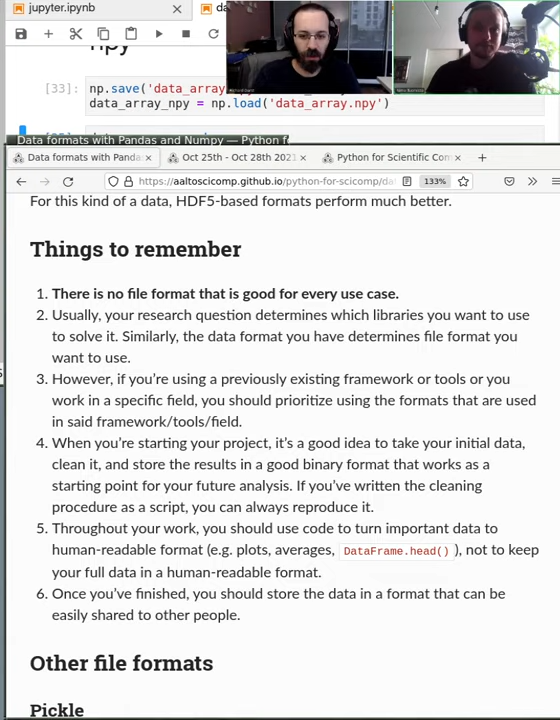 jupyter.ipynb
da
npy
[33]:
np.save('data_array
data_array_npy = np.load('data_array.npy')
Data formats with Pandas and Numpy — Python f
Data formats with Panda
Oct 25th - Oct 28th 2021
Python for Scientific Com
https://aaltoscicomp.github.io/python-for-scicomp/da
133%
For this kind of a data, HDF5-based formats perform much better.
Things to remember
1. There is no file format that is good for every use case.
2. Usually, your research question determines which libraries you want to use
to solve it. Similarly, the data format you have determines file format you
want to use.
3. However, if you're using a previously existing framework or tools or you
work in a specific field, you should prioritize using the formats that are used
in said framework/tools/field.
4. When you're starting your project, it's a good idea to take your initial data,
clean it, and store the results in a good binary format that works as a
starting point for your future analysis. If you've written the cleaning
procedure as a script, you can always reproduce it.
5. Throughout your work, you should use code to turn important data to
human-readable format (e.g. plots, averages, DataFrame.head()), not to keep
your full data in a human-readable format.
6. Once you've finished, you should store the data in a format that can be
easily shared to other people.
Other file formats
Pickle